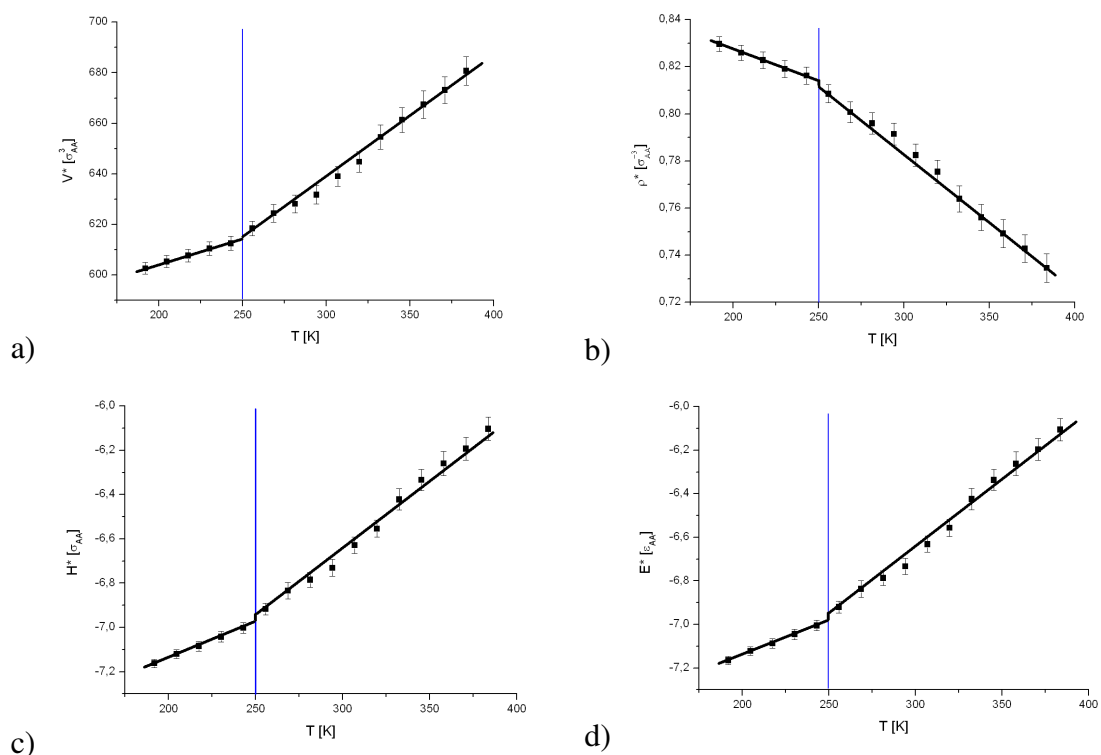 700
680
660
640
620
600
V* [σ³AA]
200 250 300 350 400
T [K]
a)
0,84
0,82
0,80
0,78
0,76
0,74
0,72
ρ* [σ⁻³AA]
200 250 300 350 400
T [K]
b)
-6,0
-6,2
-6,4
-6,6
-6,8
-7,0
-7,2
H* [σAA]
200 250 300 350 400
T [K]
c)
-6,0
-6,2
-6,4
-6,6
-6,8
-7,0
-7,2
E* [εAA]
200 250 300 350 400
T [K]
d)